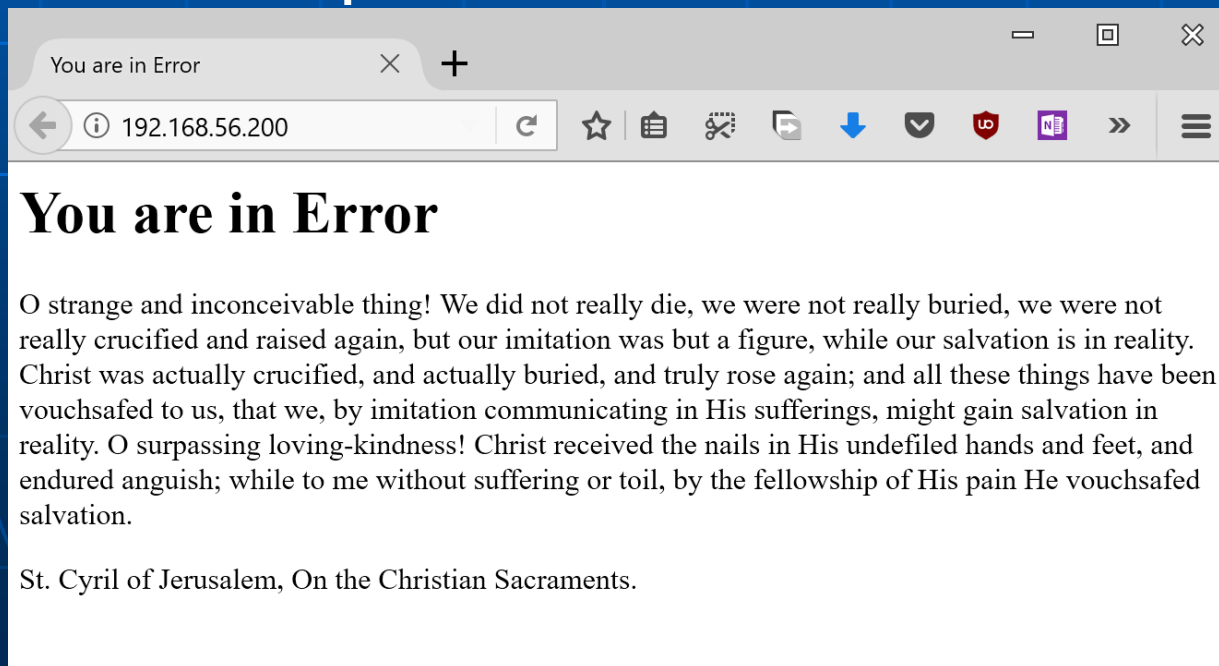 You are in Error
192.168.56.200
You are in Error
O strange and inconceivable thing! We did not really die, we were not really buried, we were not
really crucified and raised again, but our imitation was but a figure, while our salvation is in reality.
Christ was actually crucified, and actually buried, and truly rose again; and all these things have been
vouchsafed to us, that we, by imitation communicating in His sufferings, might gain salvation in
reality. O surpassing loving-kindness! Christ received the nails in His undefiled hands and feet, and
endured anguish; while to me without suffering or toil, by the fellowship of His pain He vouchsafed
salvation.
St. Cyril of Jerusalem, On the Christian Sacraments.